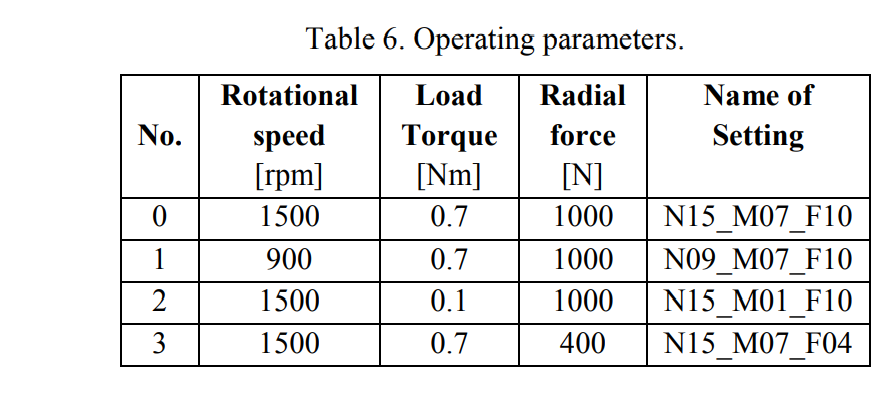 Table 6. Operating parameters.
No. Rotational speed [rpm] Load Torque [Nm] Radial force [N] Name of Setting
0 1500 0.7 1000 N15_M07_F10
1 900 0.7 1000 N09_M07_F10
2 1500 0.1 1000 N15_M01_F10
3 1500 0.7 400 N15_M07_F04